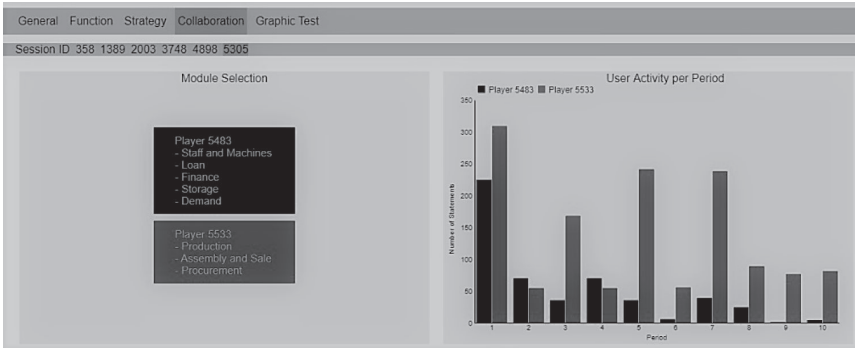 General Function Strategy Collaboration Graphic Test
Session ID 358 1389 2003 3748 4898 5305
Module Selection
Player 5483
- Staff and Machines
- Loan
- Finance
- Storage
- Demand
Player 5533
- Production
- Assembly and Sale
- Procurement
User Activity per Period
Player 5483 Player 5533
Number of Statements
350
300
250
200
150
100
50
0
1 2 3 4 5 6 7 8 9 10
Period